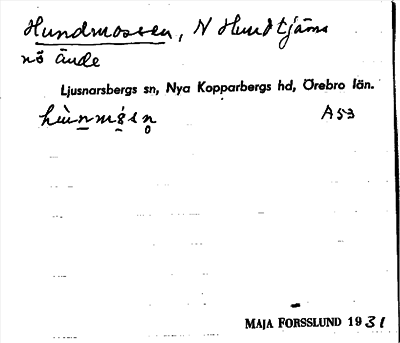 Hundmossen, N Hundtjärns
nö ände
Ljusnarsbergs sn, Nya Kopparbergs hd, Örebro län.
A53
MAJA FORSSLUND 1931